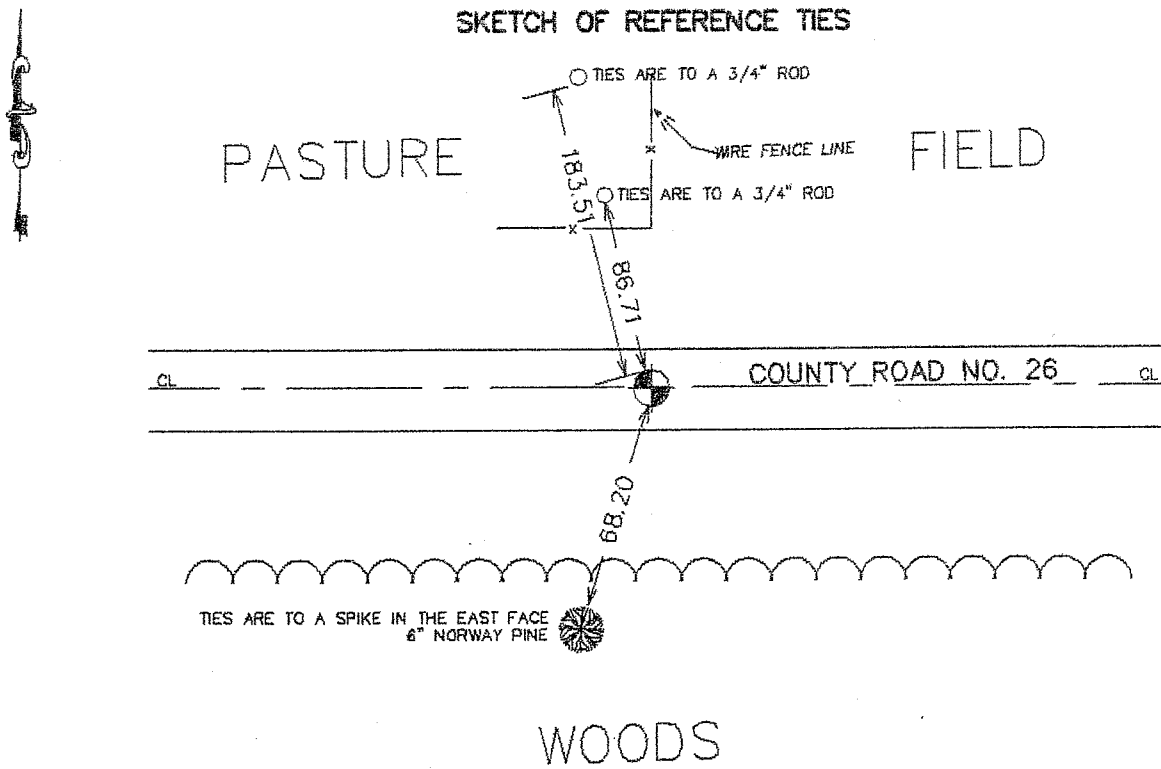 SKETCH OF REFERENCE TIES
TIES ARE TO A 3/4" ROD
PASTURE
WIRE FENCE LINE
FIELD
183.51
TIES ARE TO A 3/4" ROD
86.71
CL
COUNTY ROAD NO. 26
CL
68.20
TIES ARE TO A SPIKE IN THE EAST FACE
6" NORWAY PINE
WOODS